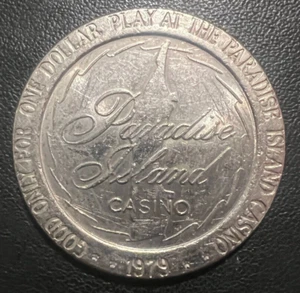 GOOD ONLY FOR ONE DOLLAR PLAY AT THE PARADISE ISLAND CASINO
Paradise
Island
CASINO
· 1979 ·